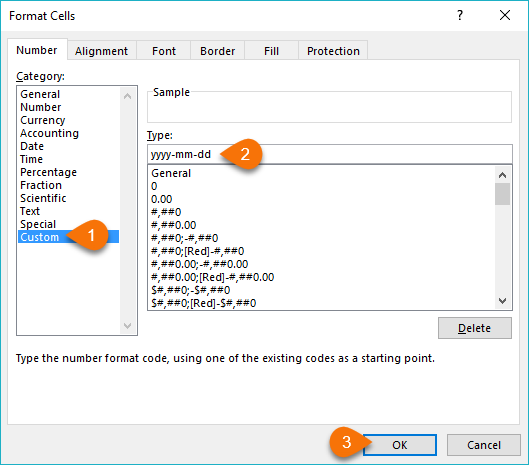 Format Cells
Number Alignment Font Border Fill Protection
Category:
General
Number
Currency
Accounting
Date
Time
Percentage
Fraction
Scientific
Text
Special
Custom
1
Sample
Type:
yyyy-mm-dd
2
General
0
0.00
#,##0
#,##0.00
#,##0;-#,##0
#,##0;[Red]-#,##0
#,##0.00;-#,##0.00
#,##0.00;[Red]-#,##0.00
$#,##0;-$#,##0
$#,##0;[Red]-$#,##0
Delete
Type the number format code, using one of the existing codes as a starting point.
3
OK Cancel